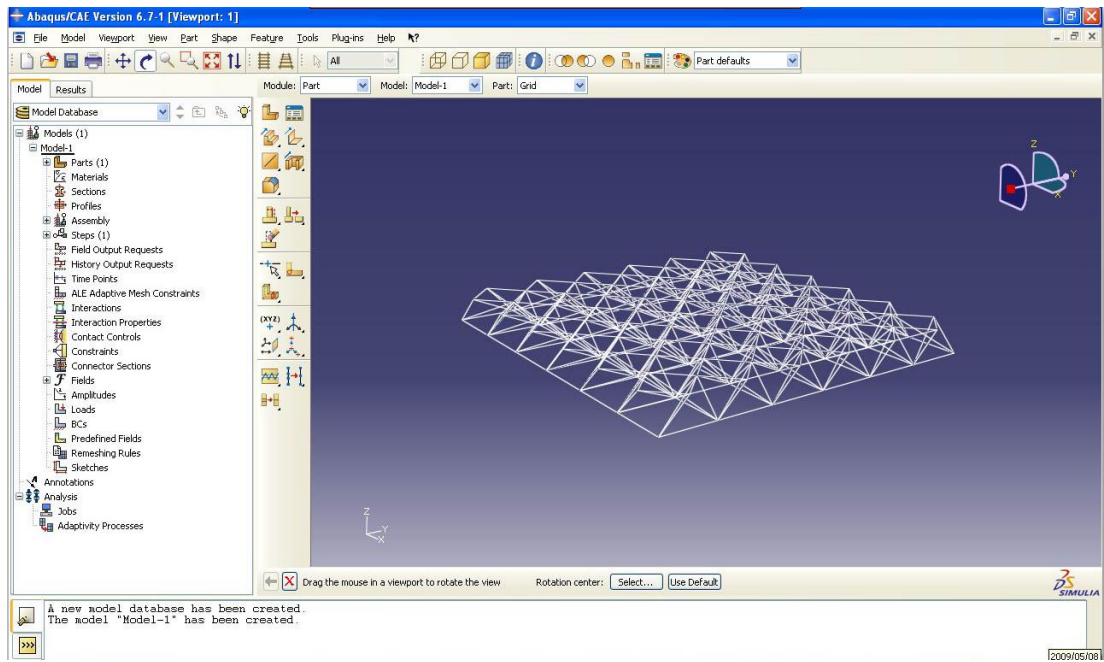 Abaqus/CAE Version 6.7-1 [Viewport: 1]
File Model Viewport View Part Shape Feature Tools Plug-ins Help
All
Part defaults
Model Results
Module: Part Model: Model-1 Part: Grid
Model Database
Models (1)
Model-1
Parts (1)
Materials
Sections
Profiles
Assembly
Steps (1)
Field Output Requests
History Output Requests
Time Points
ALE Adaptive Mesh Constraints
Interactions
Interaction Properties
Contact Controls
Constraints
Connector Sections
Fields
Amplitudes
Loads
BCs
Predefined Fields
Remeshing Rules
Sketches
Annotations
Analysis
Jobs
Adaptivity Processes
(XYZ)
Z
Y
X
Z
Y
X
Drag the mouse in a viewport to rotate the view Rotation center: Select... Use Default
SIMULIA
A new model database has been created.
The model "Model-1" has been created.
>>>
2009/05/08